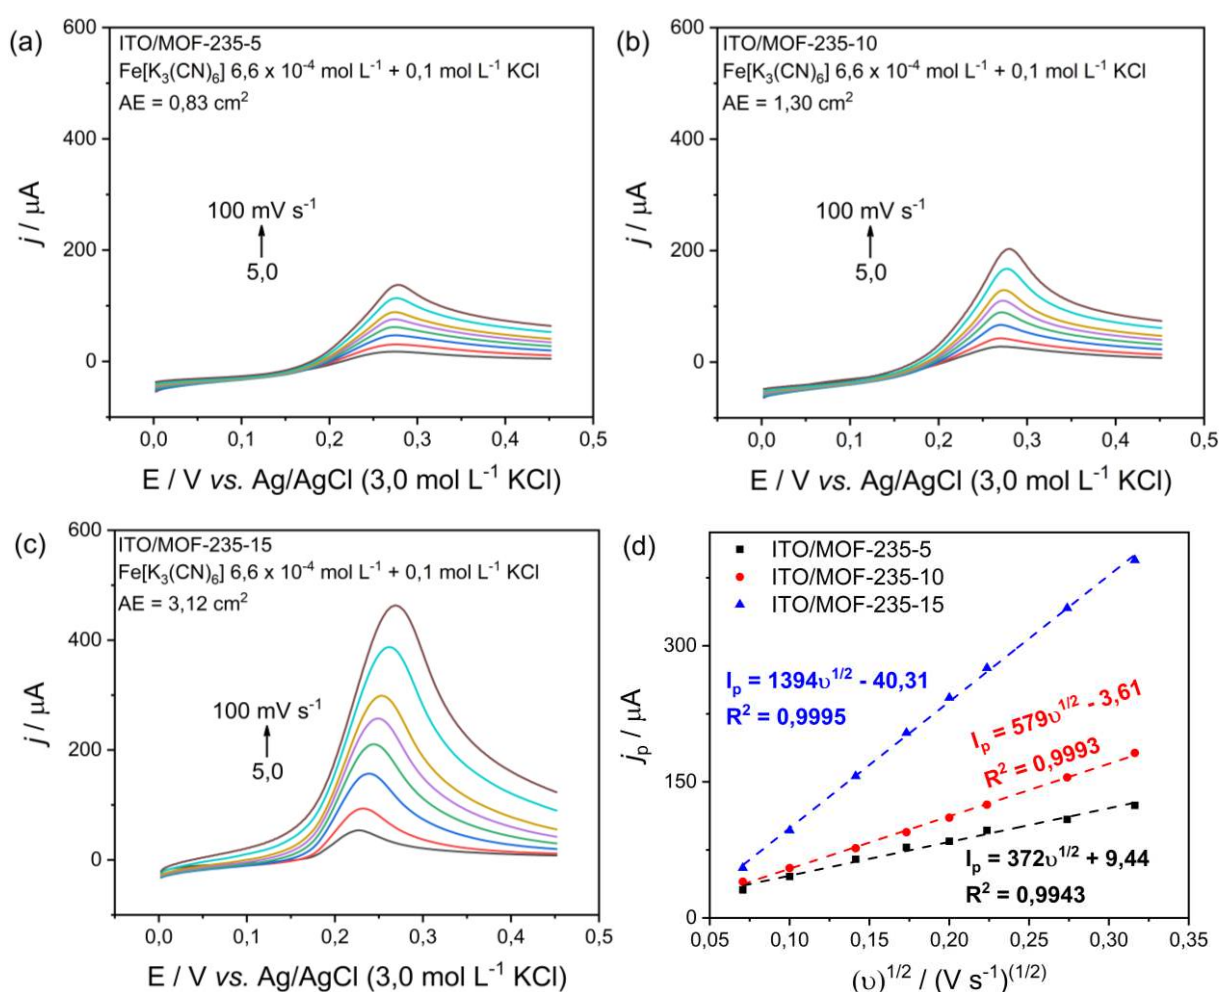 (a)
ITO/MOF-235-5
Fe[K₃(CN)₆] 6,6 x 10⁻⁴ mol L⁻¹ + 0,1 mol L⁻¹ KCl
AE = 0,83 cm²
100 mV s⁻¹
5,0
600
400
200
0
j / μA
0,0 0,1 0,2 0,3 0,4 0,5
E / V vs. Ag/AgCl (3,0 mol L⁻¹ KCl)
(b)
ITO/MOF-235-10
Fe[K₃(CN)₆] 6,6 x 10⁻⁴ mol L⁻¹ + 0,1 mol L⁻¹ KCl
AE = 1,30 cm²
100 mV s⁻¹
5,0
600
400
200
0
j / μA
0,0 0,1 0,2 0,3 0,4 0,5
E / V vs. Ag/AgCl (3,0 mol L⁻¹ KCl)
(c)
ITO/MOF-235-15
Fe[K₃(CN)₆] 6,6 x 10⁻⁴ mol L⁻¹ + 0,1 mol L⁻¹ KCl
AE = 3,12 cm²
100 mV s⁻¹
5,0
600
400
200
0
j / μA
0,0 0,1 0,2 0,3 0,4 0,5
E / V vs. Ag/AgCl (3,0 mol L⁻¹ KCl)
(d)
ITO/MOF-235-5
ITO/MOF-235-10
ITO/MOF-235-15
Iₚ = 1394υ¹/² - 40,31
R² = 0,9995
Iₚ = 579υ¹/² - 3,61
R² = 0,9993
Iₚ = 372υ¹/² + 9,44
R² = 0,9943
300
150
0
jₚ / μA
0,05 0,10 0,15 0,20 0,25 0,30 0,35
(υ)¹/² / (V s⁻¹)⁽¹/²⁾